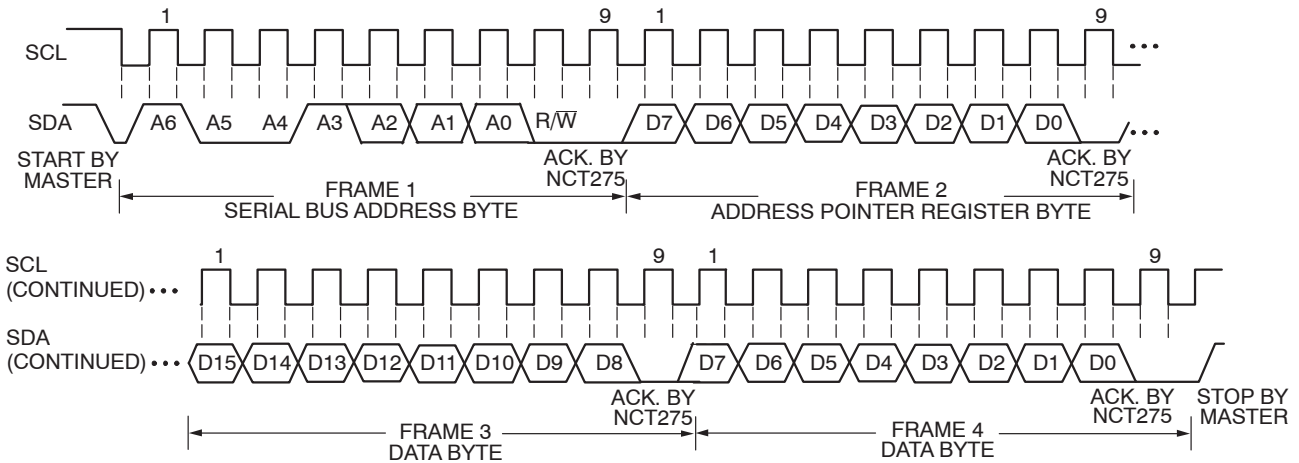 1 9 1 9
SCL •••
SDA A6 A5 A4 A3 A2 A1 A0 R/W̅ D7 D6 D5 D4 D3 D2 D1 D0 •••
START BY MASTER
ACK. BY NCT275
ACK. BY NCT275
FRAME 1
SERIAL BUS ADDRESS BYTE
FRAME 2
ADDRESS POINTER REGISTER BYTE
1 9 1 9
SCL
(CONTINUED) •••
SDA
(CONTINUED) ••• D15 D14 D13 D12 D11 D10 D9 D8 D7 D6 D5 D4 D3 D2 D1 D0
ACK. BY NCT275
ACK. BY NCT275
STOP BY MASTER
FRAME 3
DATA BYTE
FRAME 4
DATA BYTE